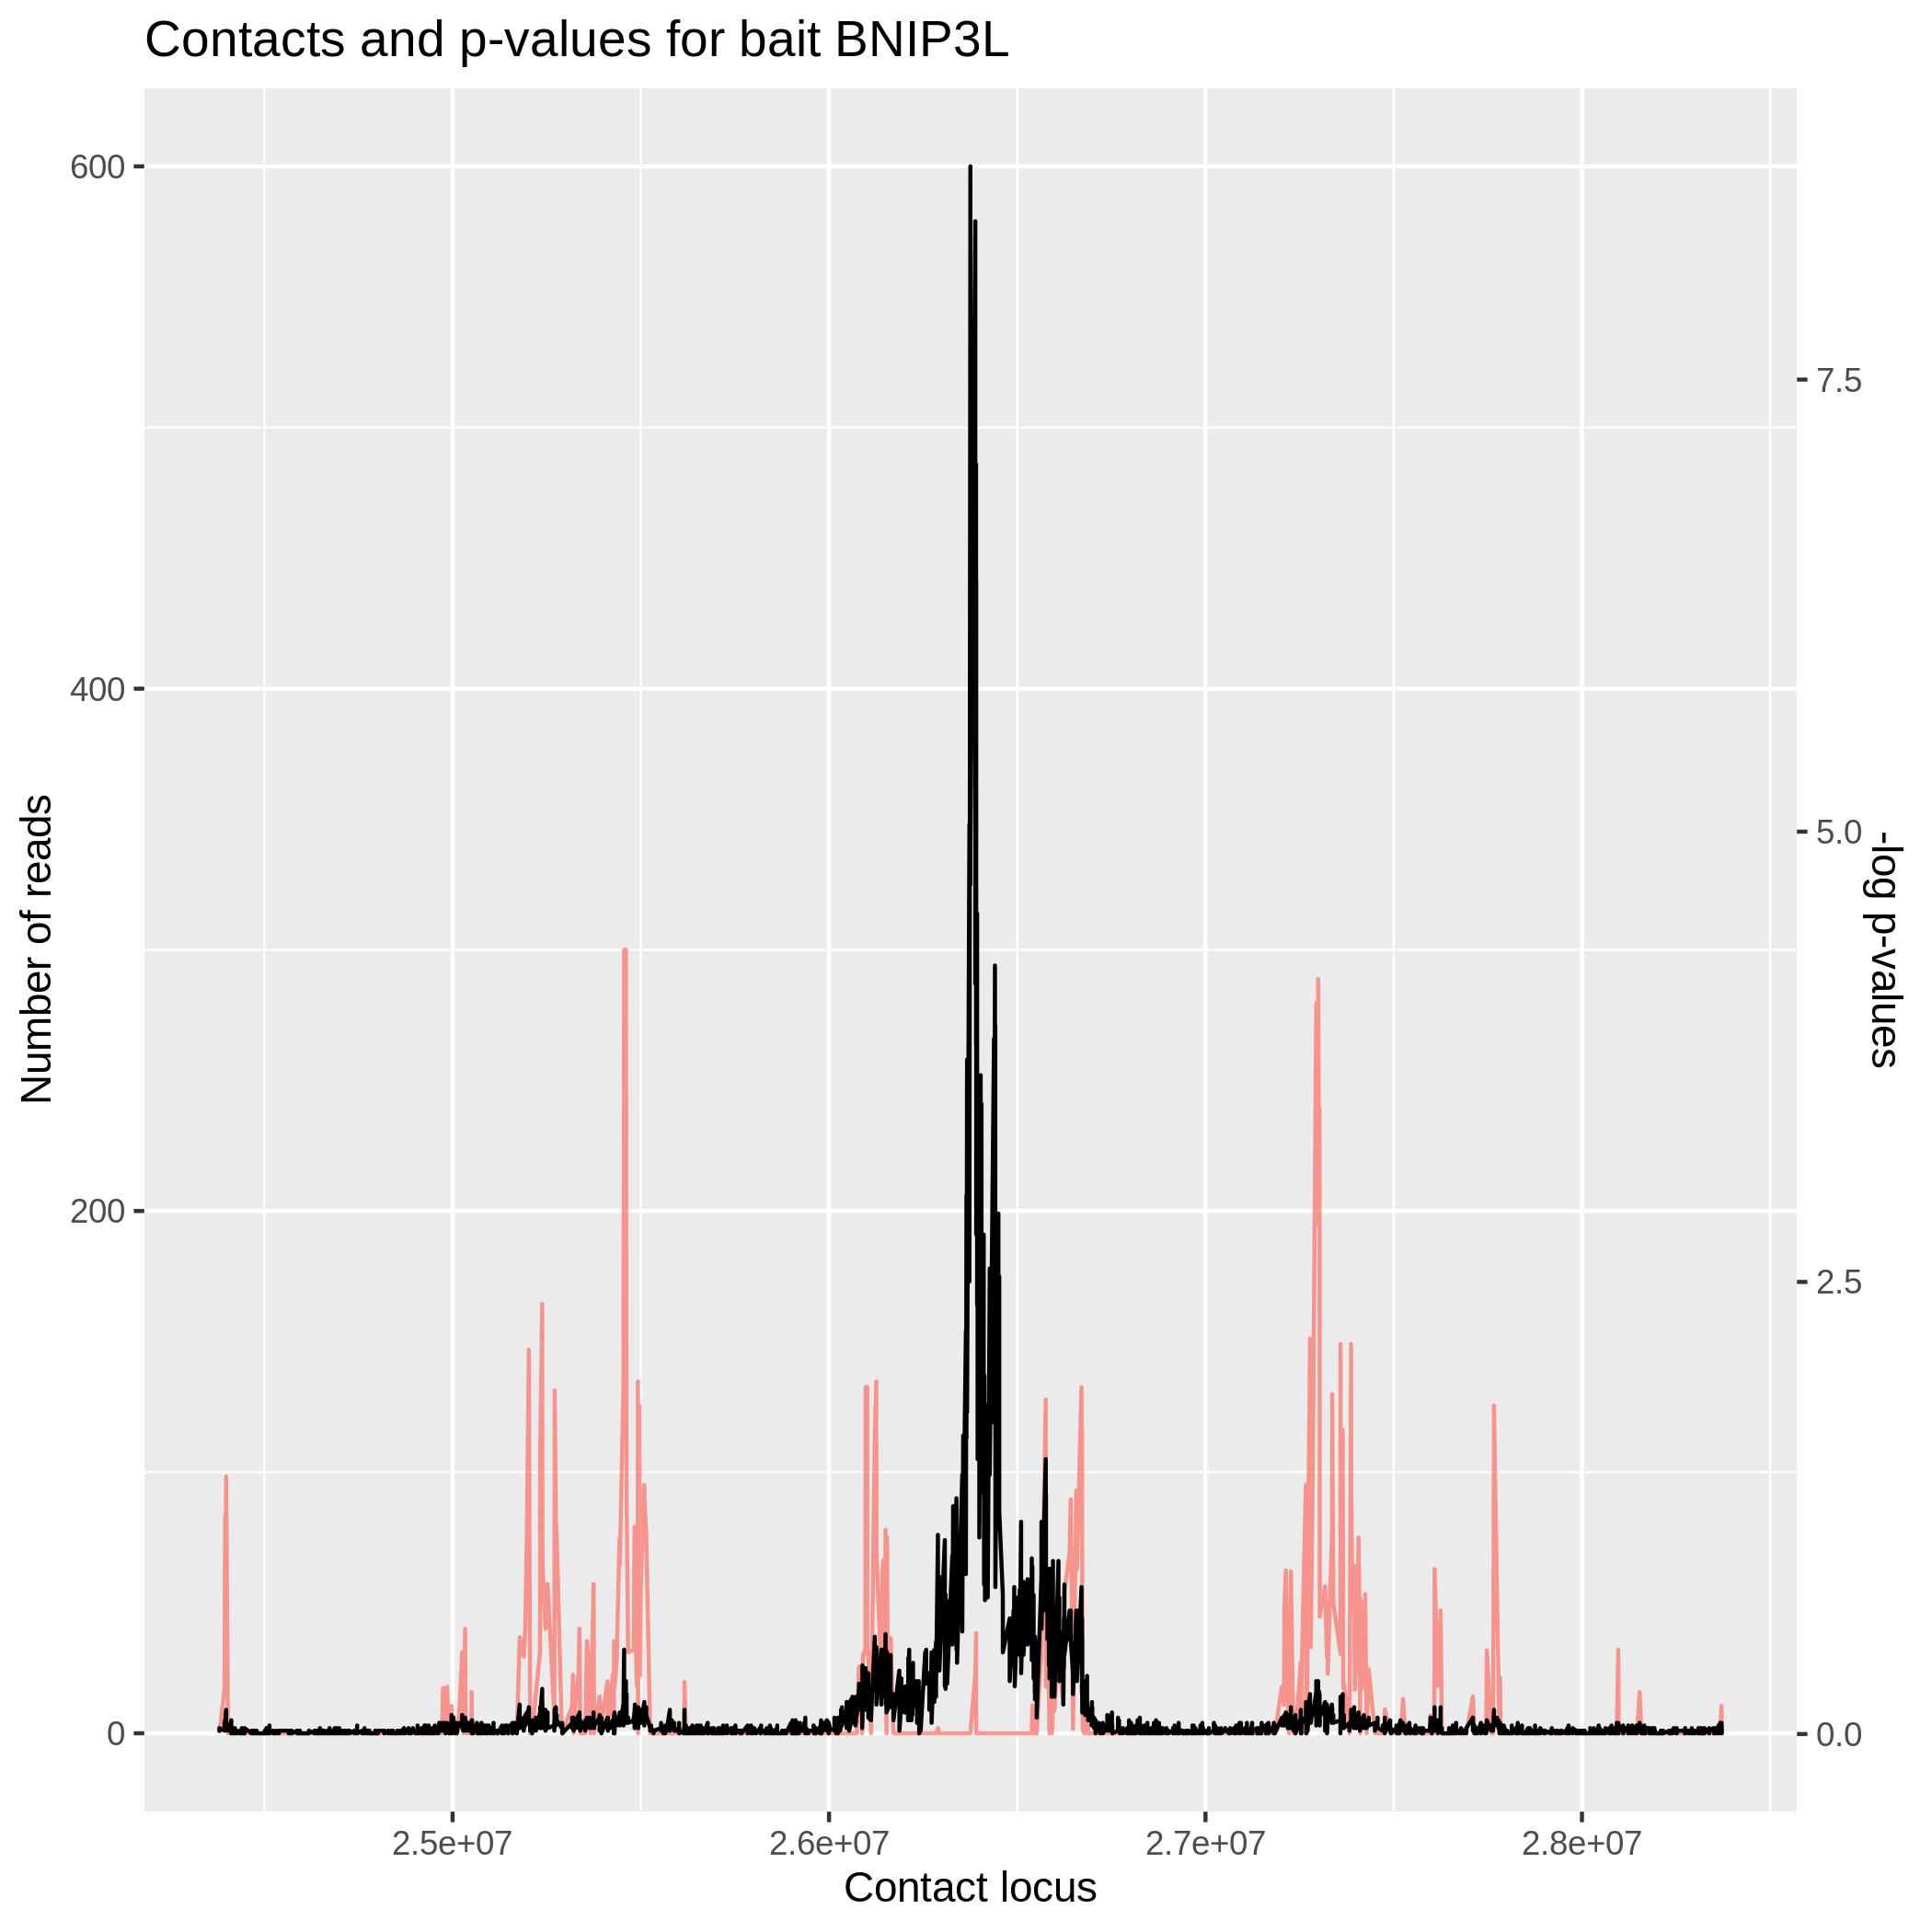 Contacts and p-values for bait BNIP3L
Number of reads
600
400
200
0
7.5
5.0
2.5
0.0
-log p-values
2.5e+07
2.6e+07
2.7e+07
2.8e+07
Contact locus